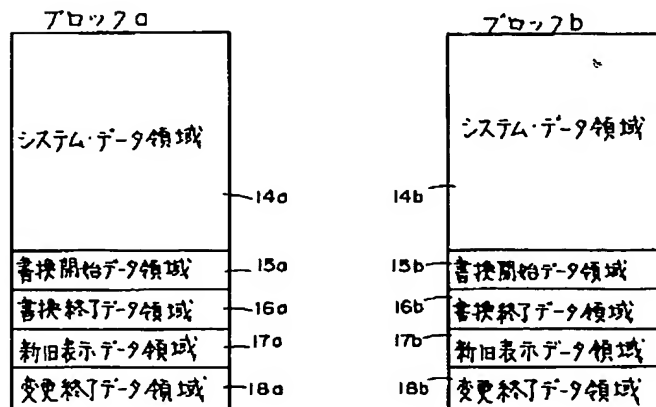 ブロックa
システム・データ領域
14a
書換開始データ領域
15a
書換終了データ領域
16a
新旧表示データ領域
17a
変更終了データ領域
18a
ブロックb
システム・データ領域
14b
15b
書換開始データ領域
16b
書換終了データ領域
17b
新旧表示データ領域
18b
変更終了データ領域